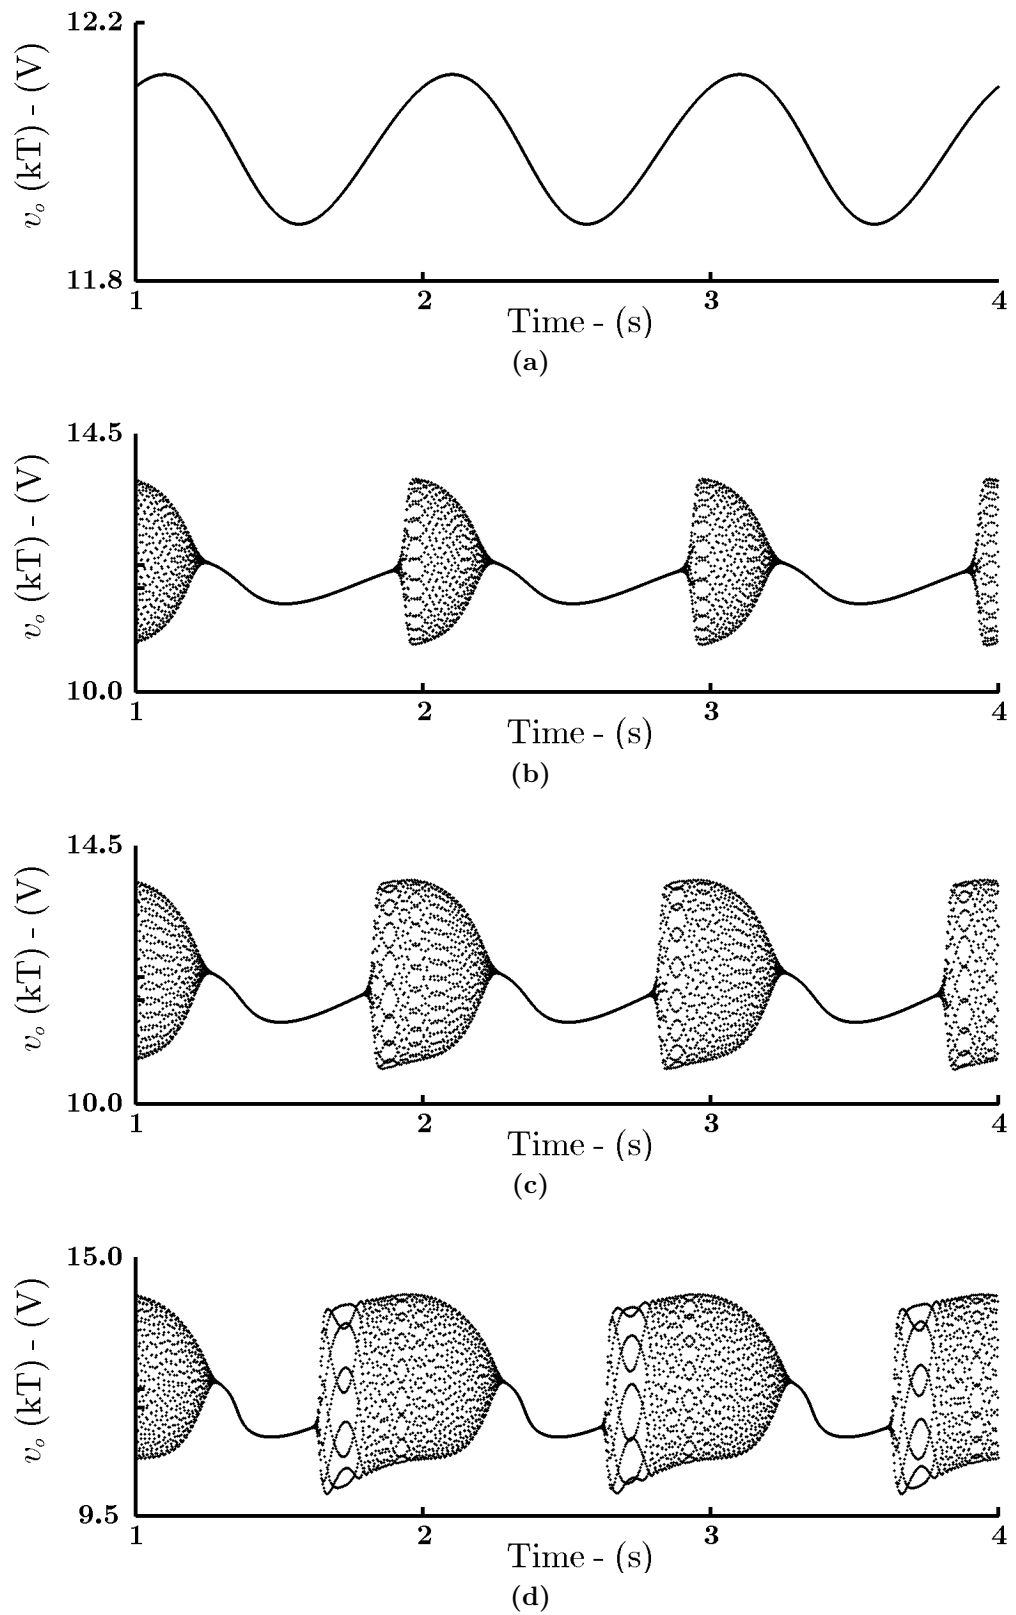 12.2
v_o (kT) - (V)
11.8
1 2 3 4
Time - (s)
(a)
14.5
v_o (kT) - (V)
10.0
1 2 3 4
Time - (s)
(b)
14.5
v_o (kT) - (V)
10.0
1 2 3 4
Time - (s)
(c)
15.0
v_o (kT) - (V)
9.5
1 2 3 4
Time - (s)
(d)